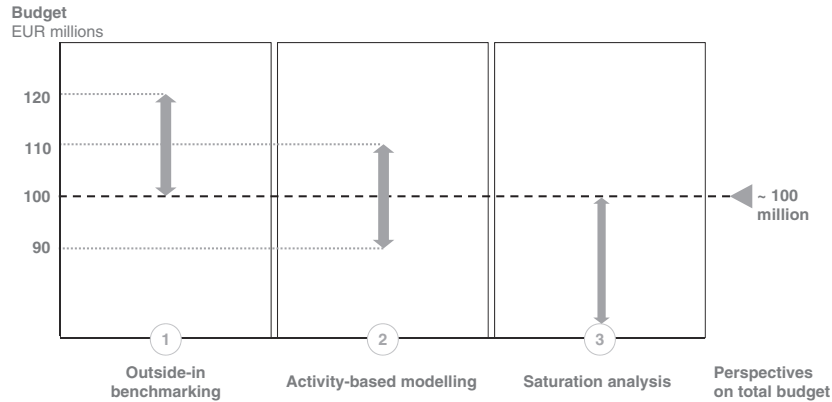 Budget
EUR millions
120
110
100
90
~ 100
million
1
2
3
Outside-in
benchmarking
Activity-based modelling
Saturation analysis
Perspectives
on total budget